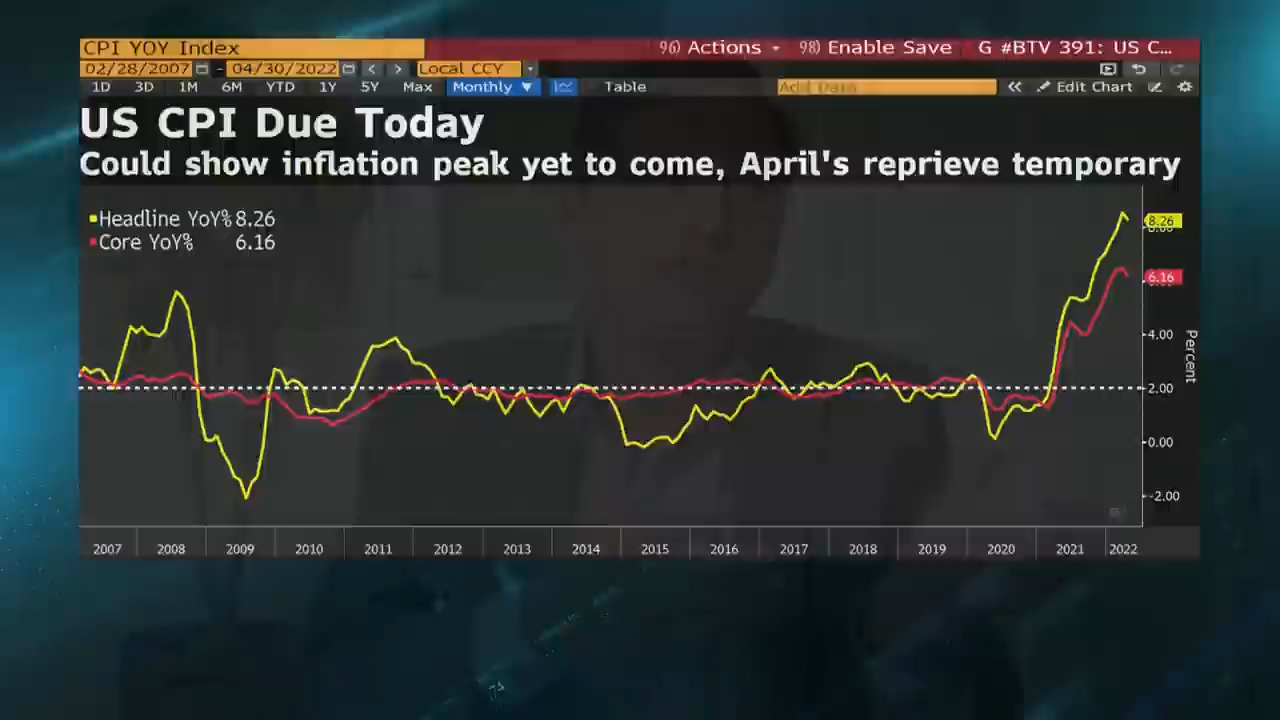 CPI YOY Index 96) Actions 98) Enable Save G #BTV 391: US C...
02/28/2007 - 04/30/2022 Local CCY
1D 3D 1M 6M YTD 1Y 5Y Max Monthly Table Add Data Edit Chart
US CPI Due Today
Could show inflation peak yet to come, April's reprieve temporary
Headline YoY% 8.26
Core YoY% 6.16
8.26
8.00
6.16
4.00
2.00
0.00
-2.00
Percent
2007 2008 2009 2010 2011 2012 2013 2014 2015 2016 2017 2018 2019 2020 2021 2022